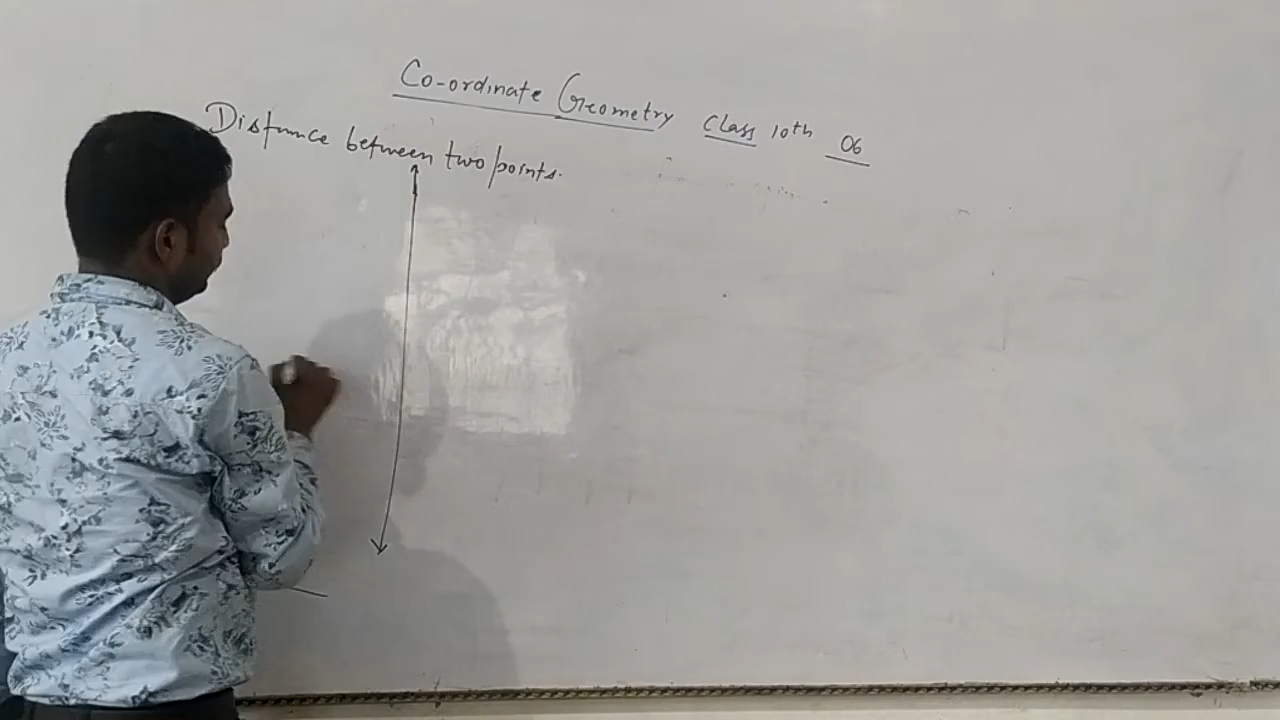 Co-ordinate Geometry Class 10th 06
Distance between two points.